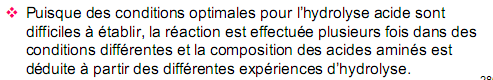 ❖ Puisque des conditions optimales pour l'hydrolyse acide sont
difficiles à établir, la réaction est effectuée plusieurs fois dans des
conditions différentes et la composition des acides aminés est
déduite à partir des différentes expériences d'hydrolyse.